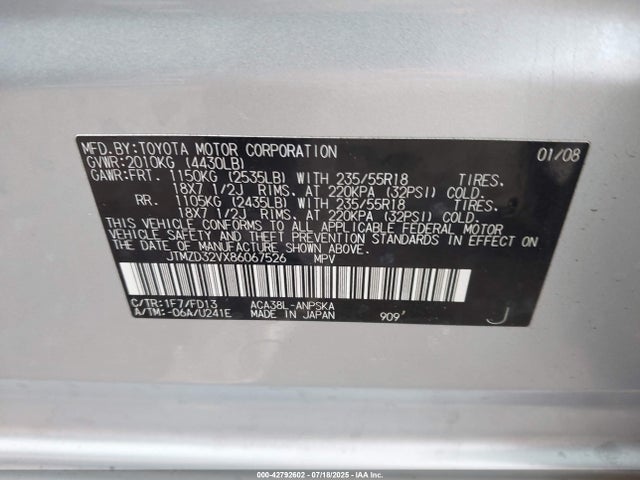 MFD.BY:TOYOTA MOTOR CORPORATION 01/08
GVWR:2010KG (4430LB)
GAWR:FRT. 1150KG (2535LB) WITH 235/55R18 TIRES.
18X7 1/2J RIMS. AT 220KPA (32PSI) COLD.
RR. 1105KG (2435LB) WITH 235/55R18 TIRES.
18X7 1/2J RIMS. AT 220KPA (32PSI) COLD.
THIS VEHICLE CONFORMS TO ALL APPLICABLE FEDERAL MOTOR
VEHICLE SAFETY AND THEFT PREVENTION STANDARDS IN EFFECT
ON THE DATE OF MANUFACTURE SHOWN ABOVE.
JTMZD32VX86067526 MPV
C/TR:1F7/FD13 ACA38L-ANPSKA
A/TM:-06A/U241E MADE IN JAPAN 909' J
000-42792602 - 07/18/2025 - IAA, Inc.